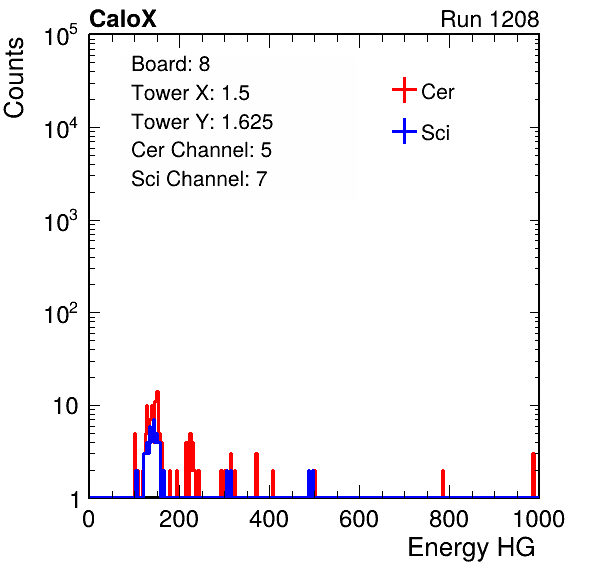 CaloX Run 1208
Counts
10^5
10^4
10^3
10^2
10
1
Board: 8
Tower X: 1.5
Tower Y: 1.625
Cer Channel: 5
Sci Channel: 7
Cer
Sci
0 200 400 600 800 1000
Energy HG